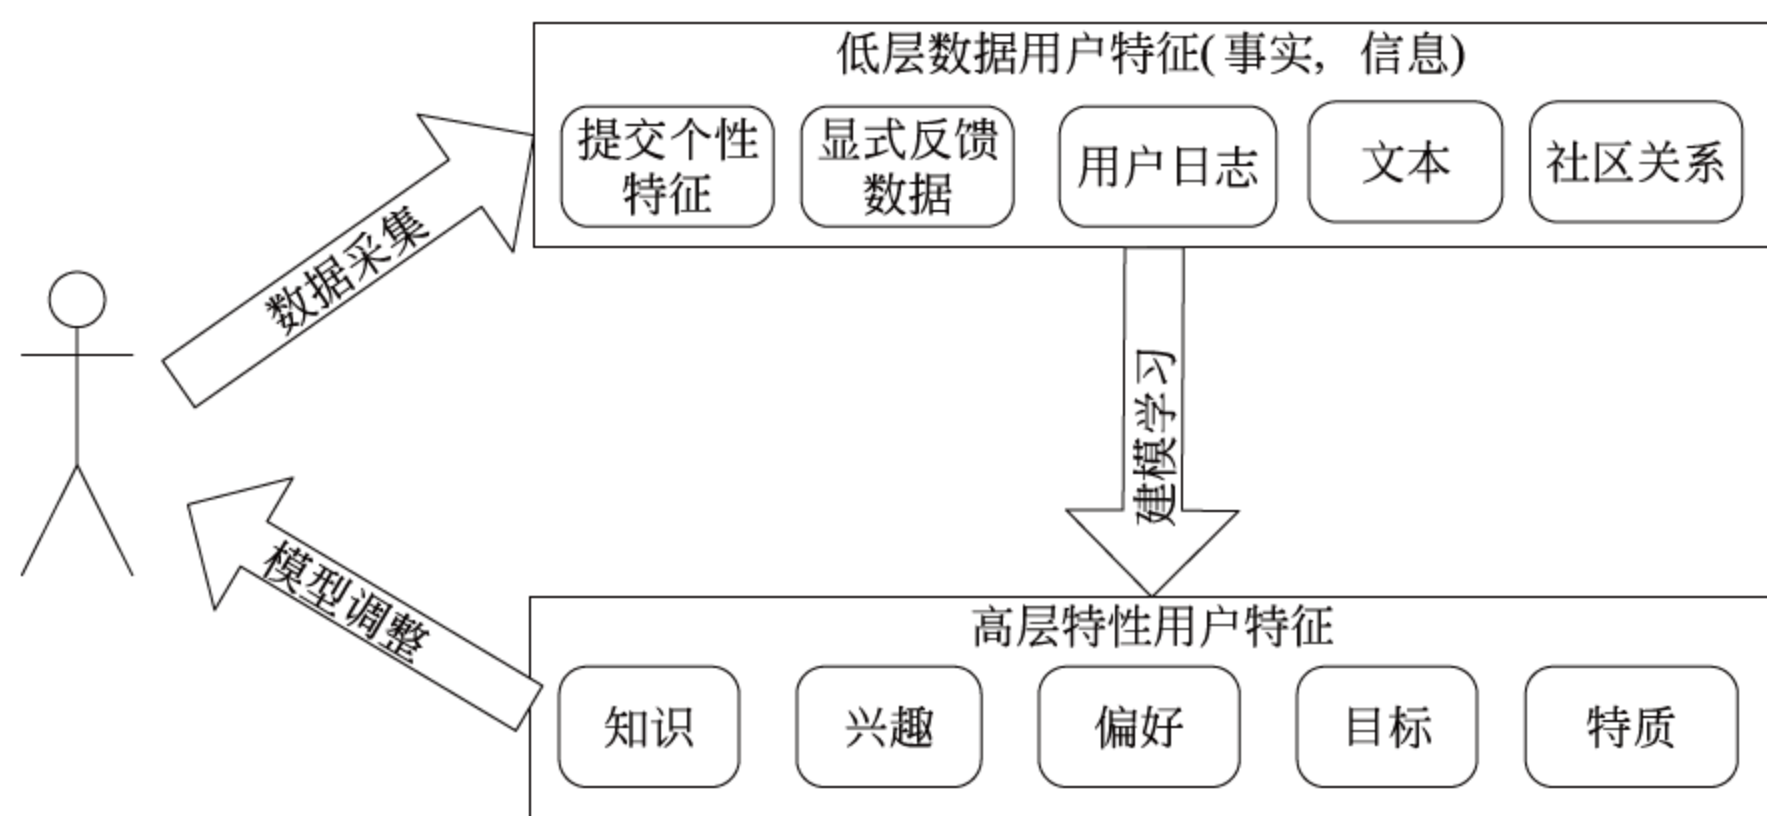 低层数据用户特征(事实, 信息)
提交个性
特征
显式反馈
数据
用户日志
文本
社区关系
数据采集
建模学习
模型调整
高层特性用户特征
知识
兴趣
偏好
目标
特质